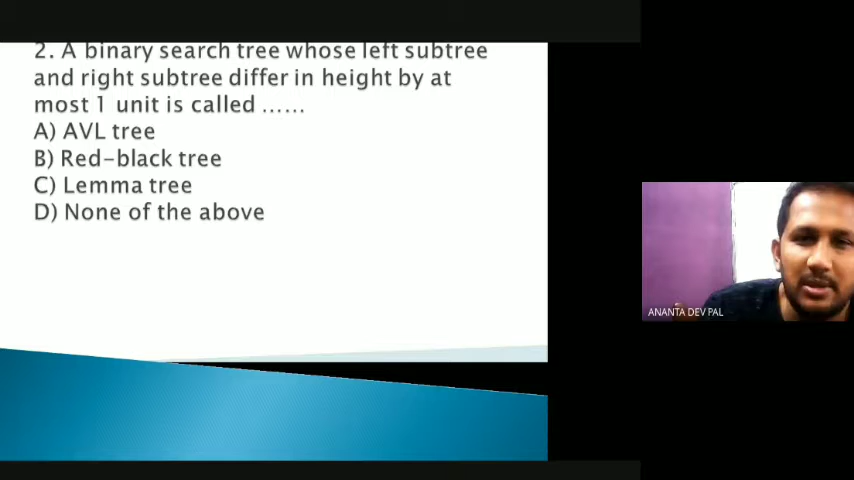 2. A binary search tree whose left subtree
and right subtree differ in height by at
most 1 unit is called ......
A) AVL tree
B) Red-black tree
C) Lemma tree
D) None of the above
ANANTA DEV PAL